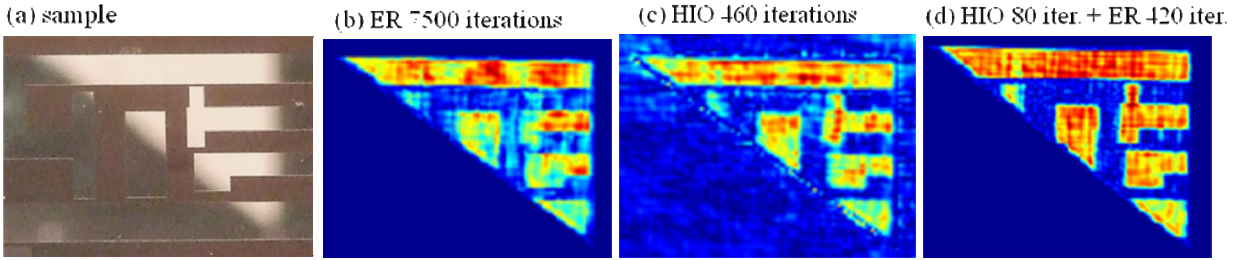 (a) sample
(b) ER 7500 iterations
(c) HIO 460 iterations
(d) HIO 80 iter. + ER 420 iter.